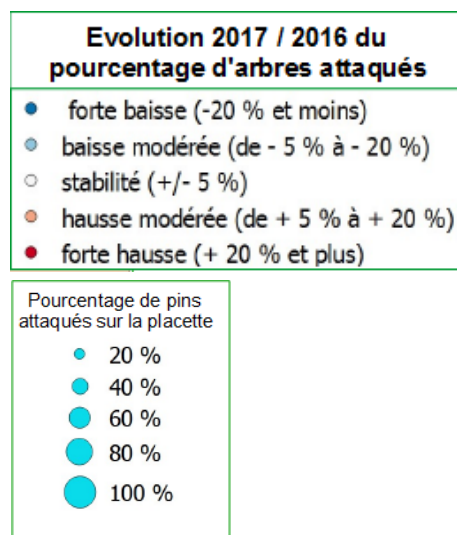 Evolution 2017 / 2016 du
pourcentage d'arbres attaqués
forte baisse (-20 % et moins)
baisse modérée (de - 5 % à - 20 %)
stabilité (+/- 5 %)
hausse modérée (de + 5 % à + 20 %)
forte hausse (+ 20 % et plus)
Pourcentage de pins
attaqués sur la placette
20 %
40 %
60 %
80 %
100 %